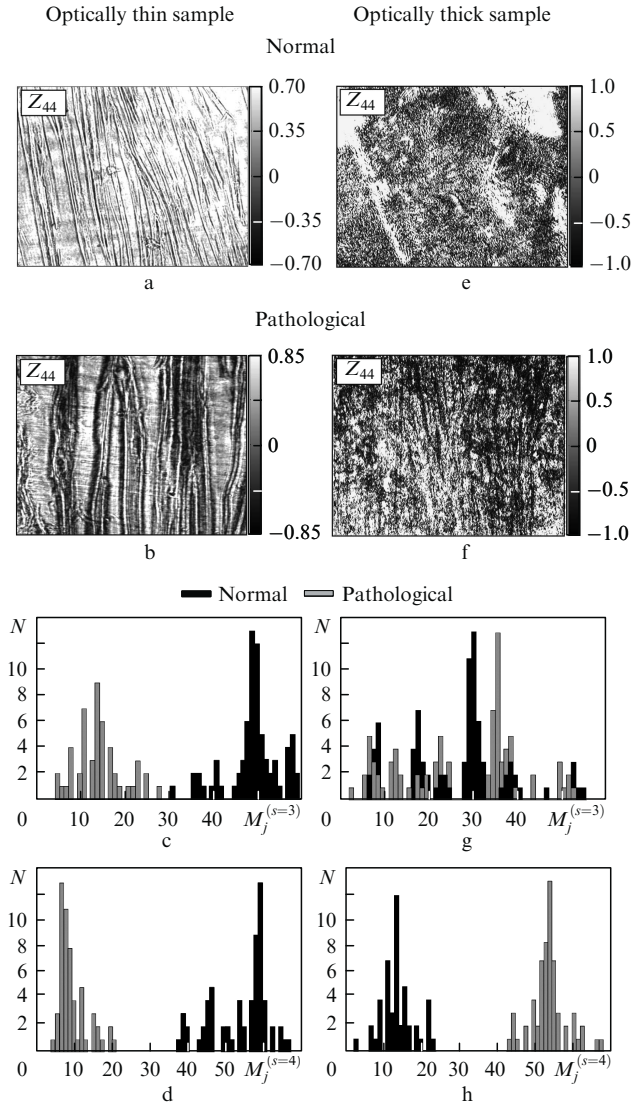 Optically thin sample Optically thick sample
Normal
Z44 0.70 Z44 1.0
0.35 0.5
0 0
−0.35 −0.5
−0.70 −1.0
a e
Pathological
Z44 0.85 Z44 1.0
0.5
0 0
−0.5
−0.85 −1.0
b f
Normal Pathological
N N
10 10
8 8
6 6
4 4
2 2
0 10 20 30 40 Mj(s=3) 0 10 20 30 40 Mj(s=3)
c g
N N
10 10
8 8
6 6
4 4
2 2
0 10 20 30 40 50 Mj(s=4) 0 10 20 30 40 50 Mj(s=4)
d h